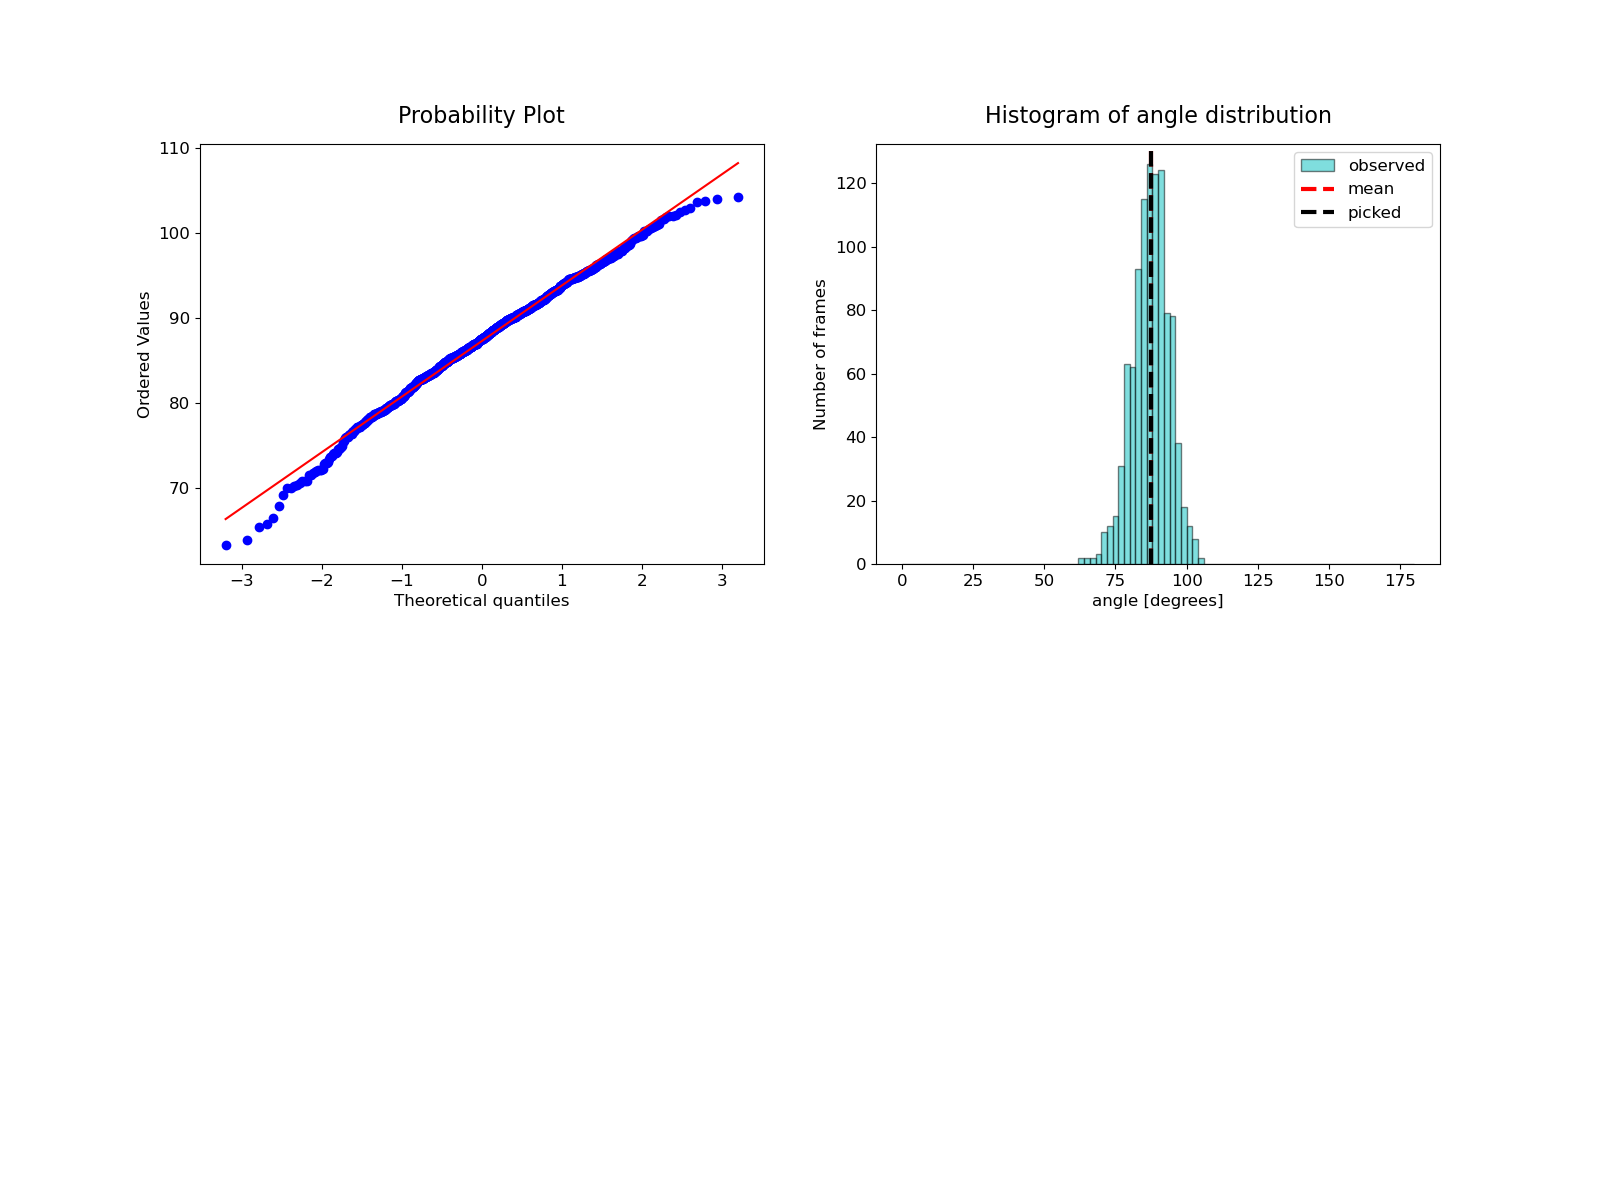 Probability Plot
110
100
90
80
70
Ordered Values
−3 −2 −1 0 1 2 3
Theoretical quantiles
Histogram of angle distribution
observed
mean
picked
120
100
80
60
40
20
0
Number of frames
0 25 50 75 100 125 150 175
angle [degrees]